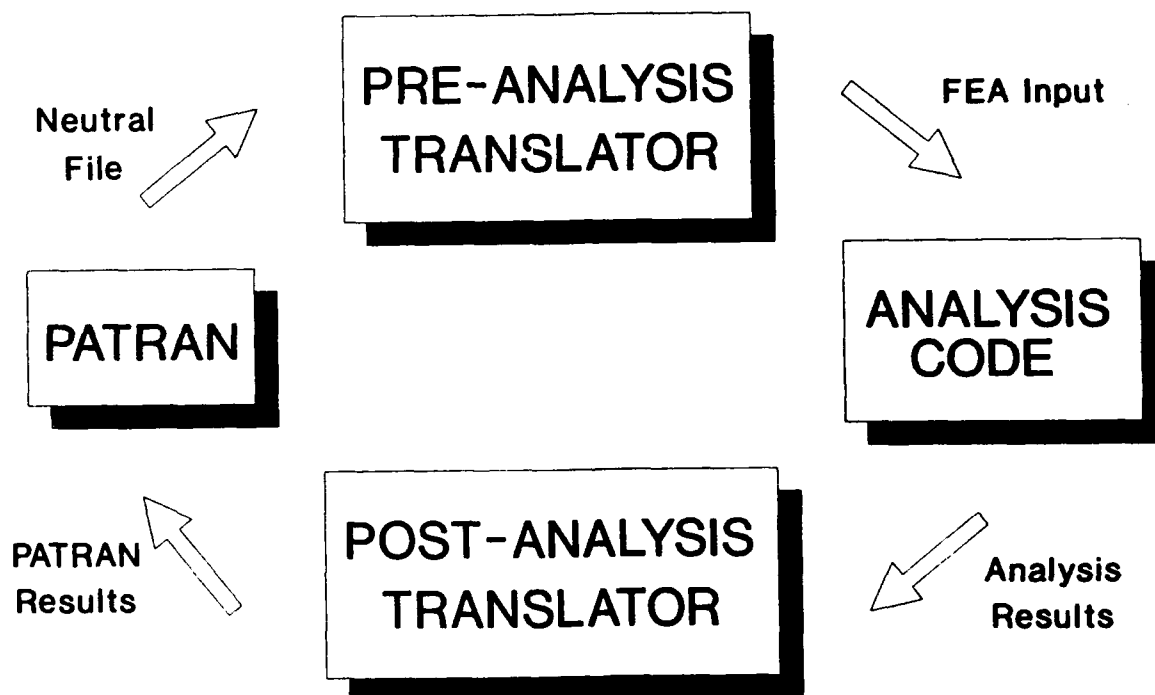 PRE-ANALYSIS
TRANSLATOR
Neutral
File
FEA Input
PATRAN
ANALYSIS
CODE
POST-ANALYSIS
TRANSLATOR
PATRAN
Results
Analysis
Results